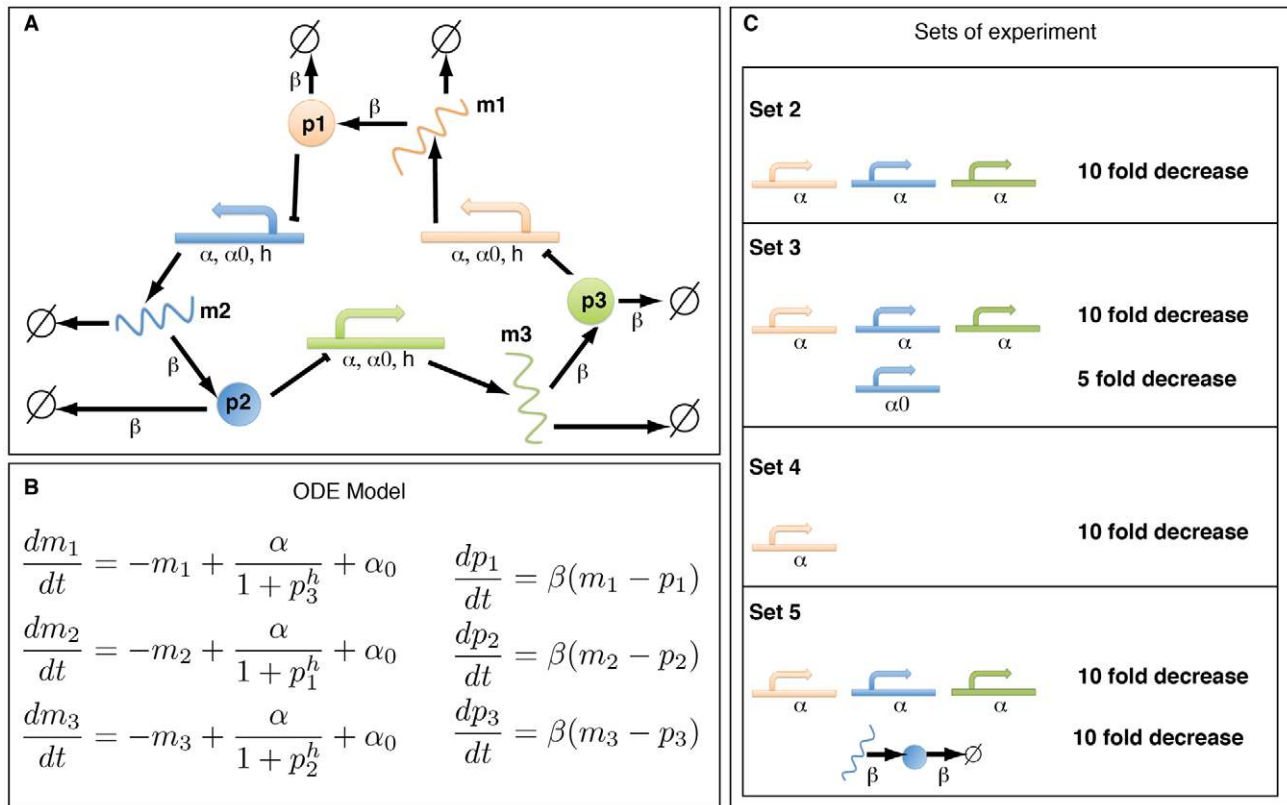 A
∅
∅
β
p1
β
m1
α, α0, h
α, α0, h
∅
m2
p3
β
∅
m3
β
α, α0, h
β
∅
β
p2
∅
B
ODE Model
dm₁/dt = −m₁ + α/(1 + p₃ʰ) + α₀
dp₁/dt = β(m₁ − p₁)
dm₂/dt = −m₂ + α/(1 + p₁ʰ) + α₀
dp₂/dt = β(m₂ − p₂)
dm₃/dt = −m₃ + α/(1 + p₂ʰ) + α₀
dp₃/dt = β(m₃ − p₃)
C
Sets of experiment
Set 2
10 fold decrease
α α α
Set 3
10 fold decrease
α α α
5 fold decrease
α0
Set 4
10 fold decrease
α
Set 5
10 fold decrease
α α α
10 fold decrease
∅
β β